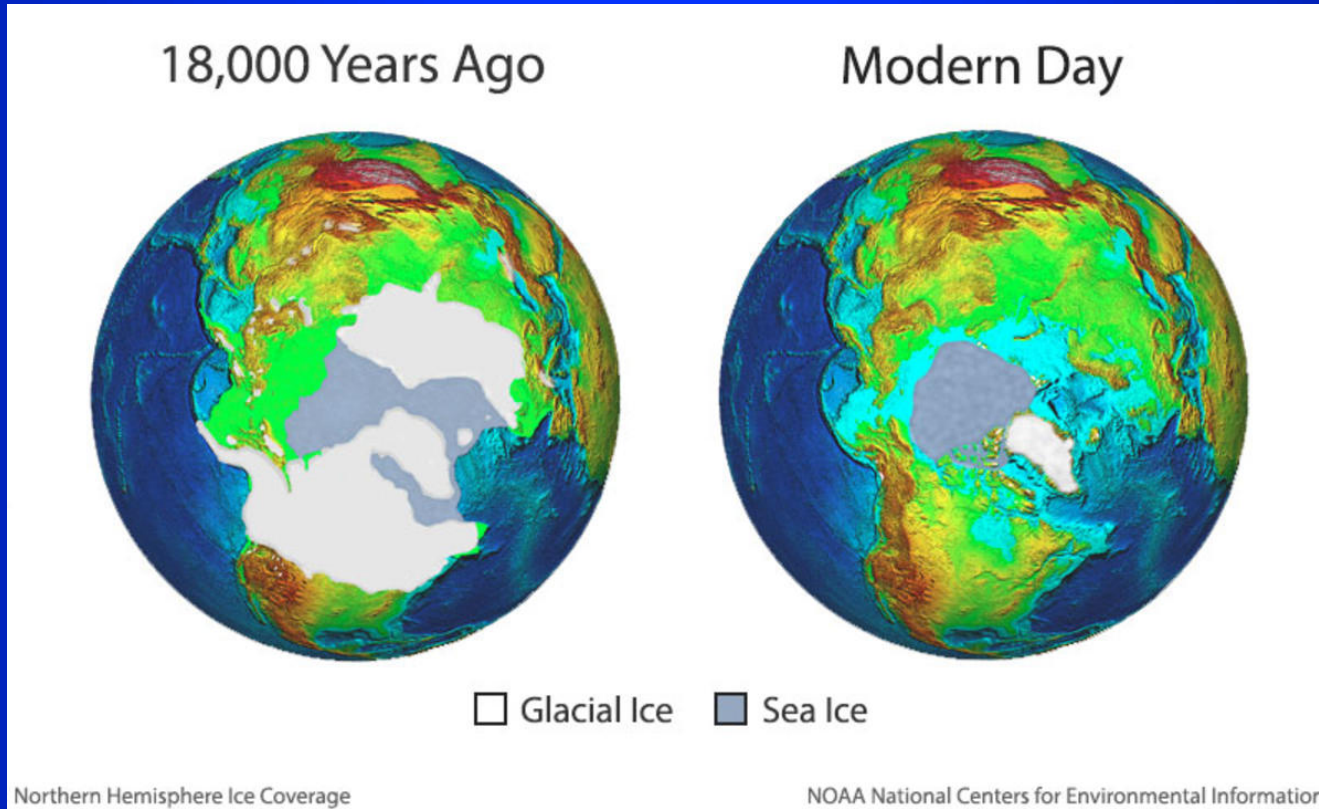 18,000 Years Ago
Modern Day
Glacial Ice
Sea Ice
Northern Hemisphere Ice Coverage
NOAA National Centers for Environmental Information